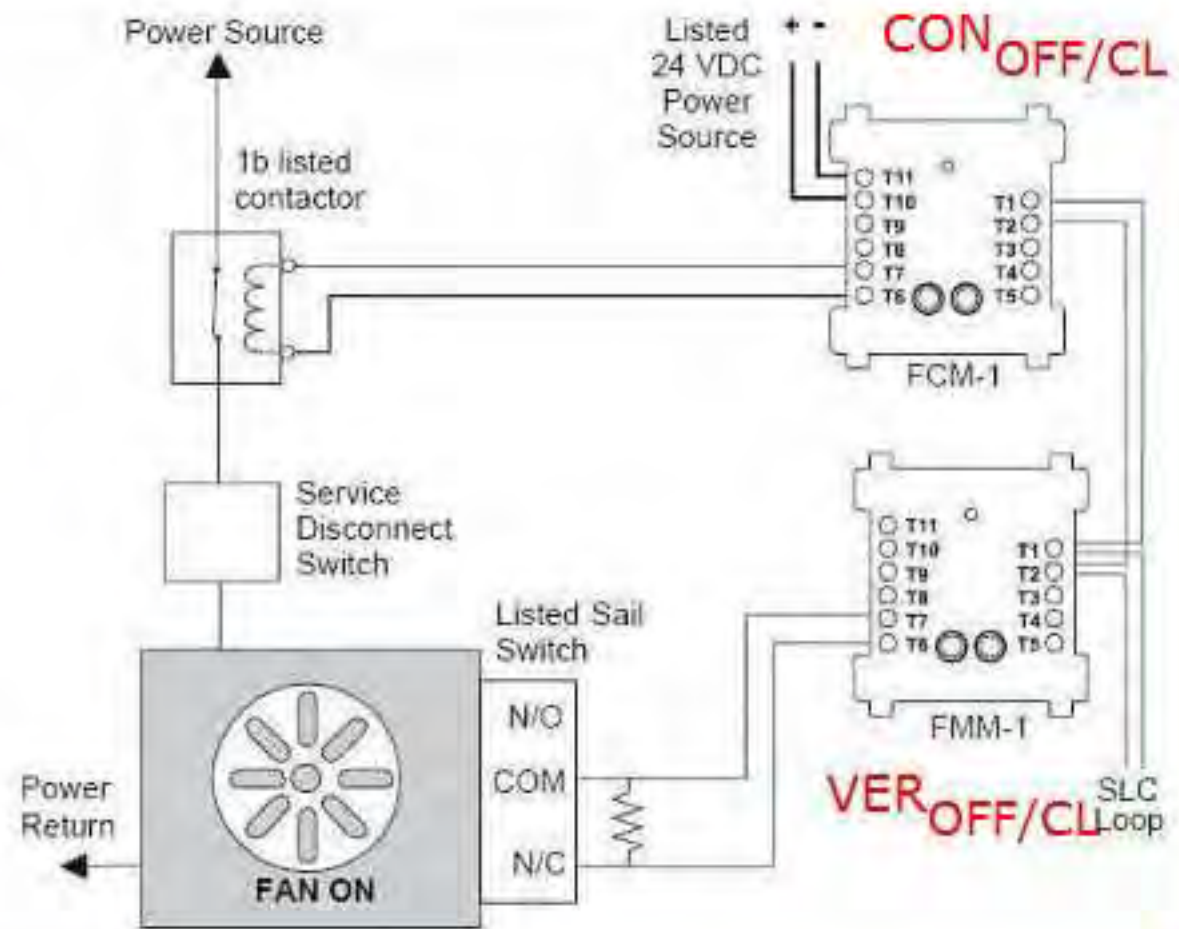 Power Source
1b listed
contactor
Listed
24 VDC
Power
Source
+ -
CON OFF/CL
T11
T10
T9
T8
T7
T6
T1
T2
T3
T4
T5
FCM-1
Service
Disconnect
Switch
Listed Sail
Switch
N/O
COM
N/C
FAN ON
Power
Return
T11
T10
T9
T8
T7
T6
T1
T2
T3
T4
T5
FMM-1
VER OFF/CL
SLC
Loop